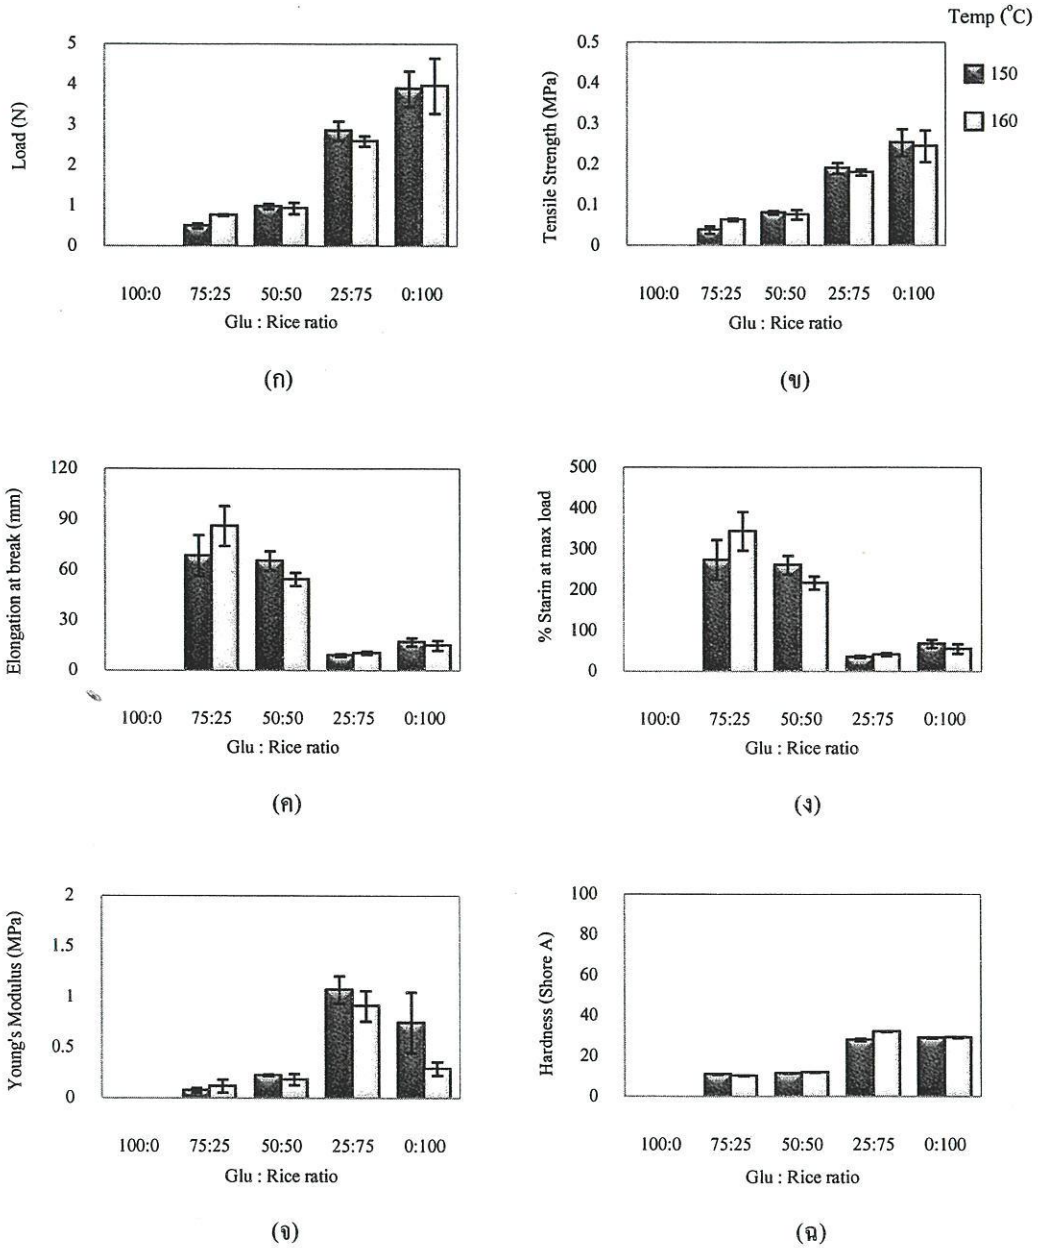 Temp (°C)
150
160
Load (N)
5
4
3
2
1
0
100:0 75:25 50:50 25:75 0:100
Glu : Rice ratio
(ก)
Tensile Strength (MPa)
0.5
0.4
0.3
0.2
0.1
0
100:0 75:25 50:50 25:75 0:100
Glu : Rice ratio
(ข)
Elongation at break (mm)
120
90
60
30
0
100:0 75:25 50:50 25:75 0:100
Glu : Rice ratio
(ค)
% Starin at max load
500
400
300
200
100
0
100:0 75:25 50:50 25:75 0:100
Glu : Rice ratio
(ง)
Young's Modulus (MPa)
2
1.5
1
0.5
0
100:0 75:25 50:50 25:75 0:100
Glu : Rice ratio
(จ)
Hardness (Shore A)
100
80
60
40
20
0
100:0 75:25 50:50 25:75 0:100
Glu : Rice ratio
(ฉ)